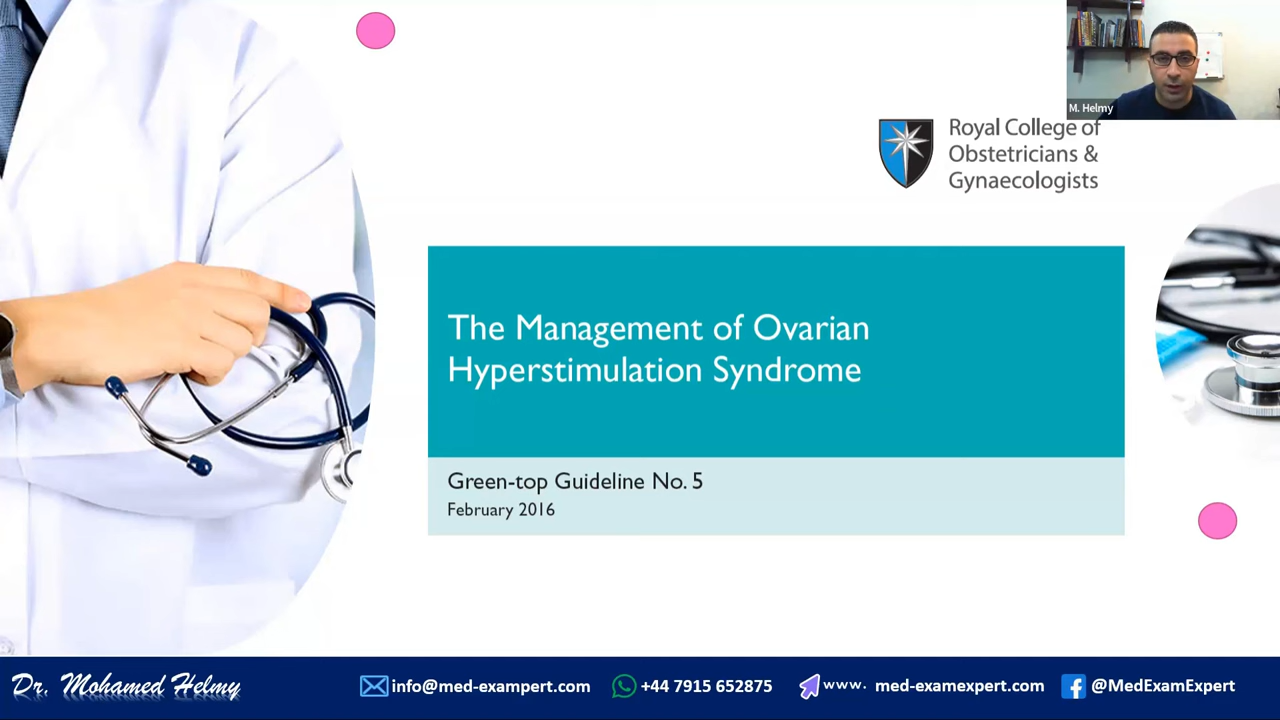 M. Helmy
Royal College of
Obstetricians &
Gynaecologists
The Management of Ovarian
Hyperstimulation Syndrome
Green-top Guideline No. 5
February 2016
Dr. Mohamed Helmy
info@med-exampert.com
+44 7915 652875
www. med-examexpert.com
@MedExamExpert